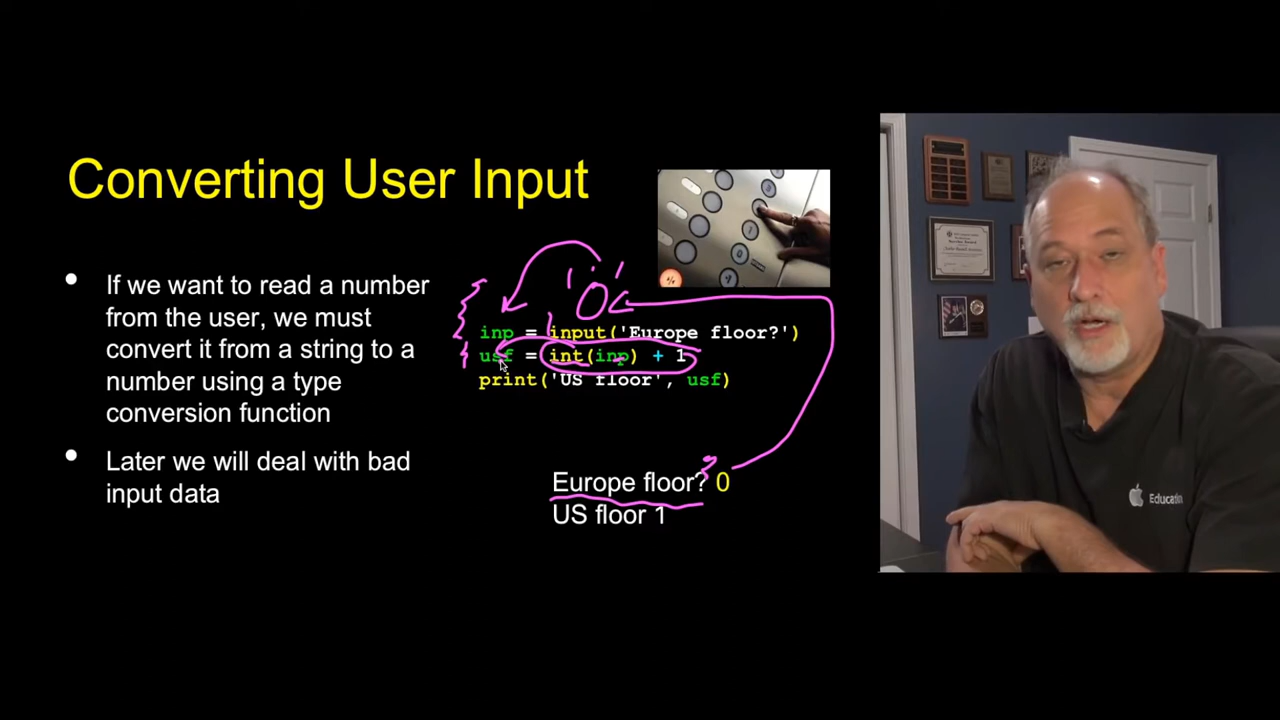 Converting User Input
• If we want to read a number
from the user, we must
convert it from a string to a
number using a type
conversion function
• Later we will deal with bad
input data
'0'
inp = input('Europe floor?')
usf = int(inp) + 1
print('US floor', usf)
Europe floor? 0
US floor 1
Education